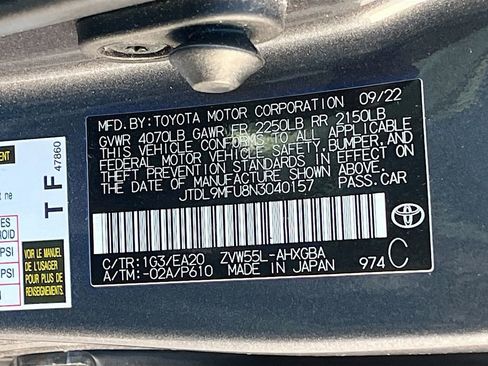 MFD. BY: TOYOTA MOTOR CORPORATION 09/22
GVWR 4070LB GAWR FR 2250LB RR 2150LB
THIS VEHICLE CONFORMS TO ALL APPLICABLE
FEDERAL MOTOR VEHICLE SAFETY, BUMPER, AND
THEFT PREVENTION STANDARDS IN EFFECT ON
THE DATE OF MANUFACTURE SHOWN ABOVE.
JTDL9MFU8N3040157 PASS. CAR
TOYOTA
C/TR: 1G3/EA20 ZVW55L-AHXGBA
A/TM: -02A/P610 MADE IN JAPAN 974 C
47860
T F
nt ne
PSI
VOIR LE MANUEL
DE L'USAGER
POUR PLUS DE
RENSEIGNEMENTS
PSI